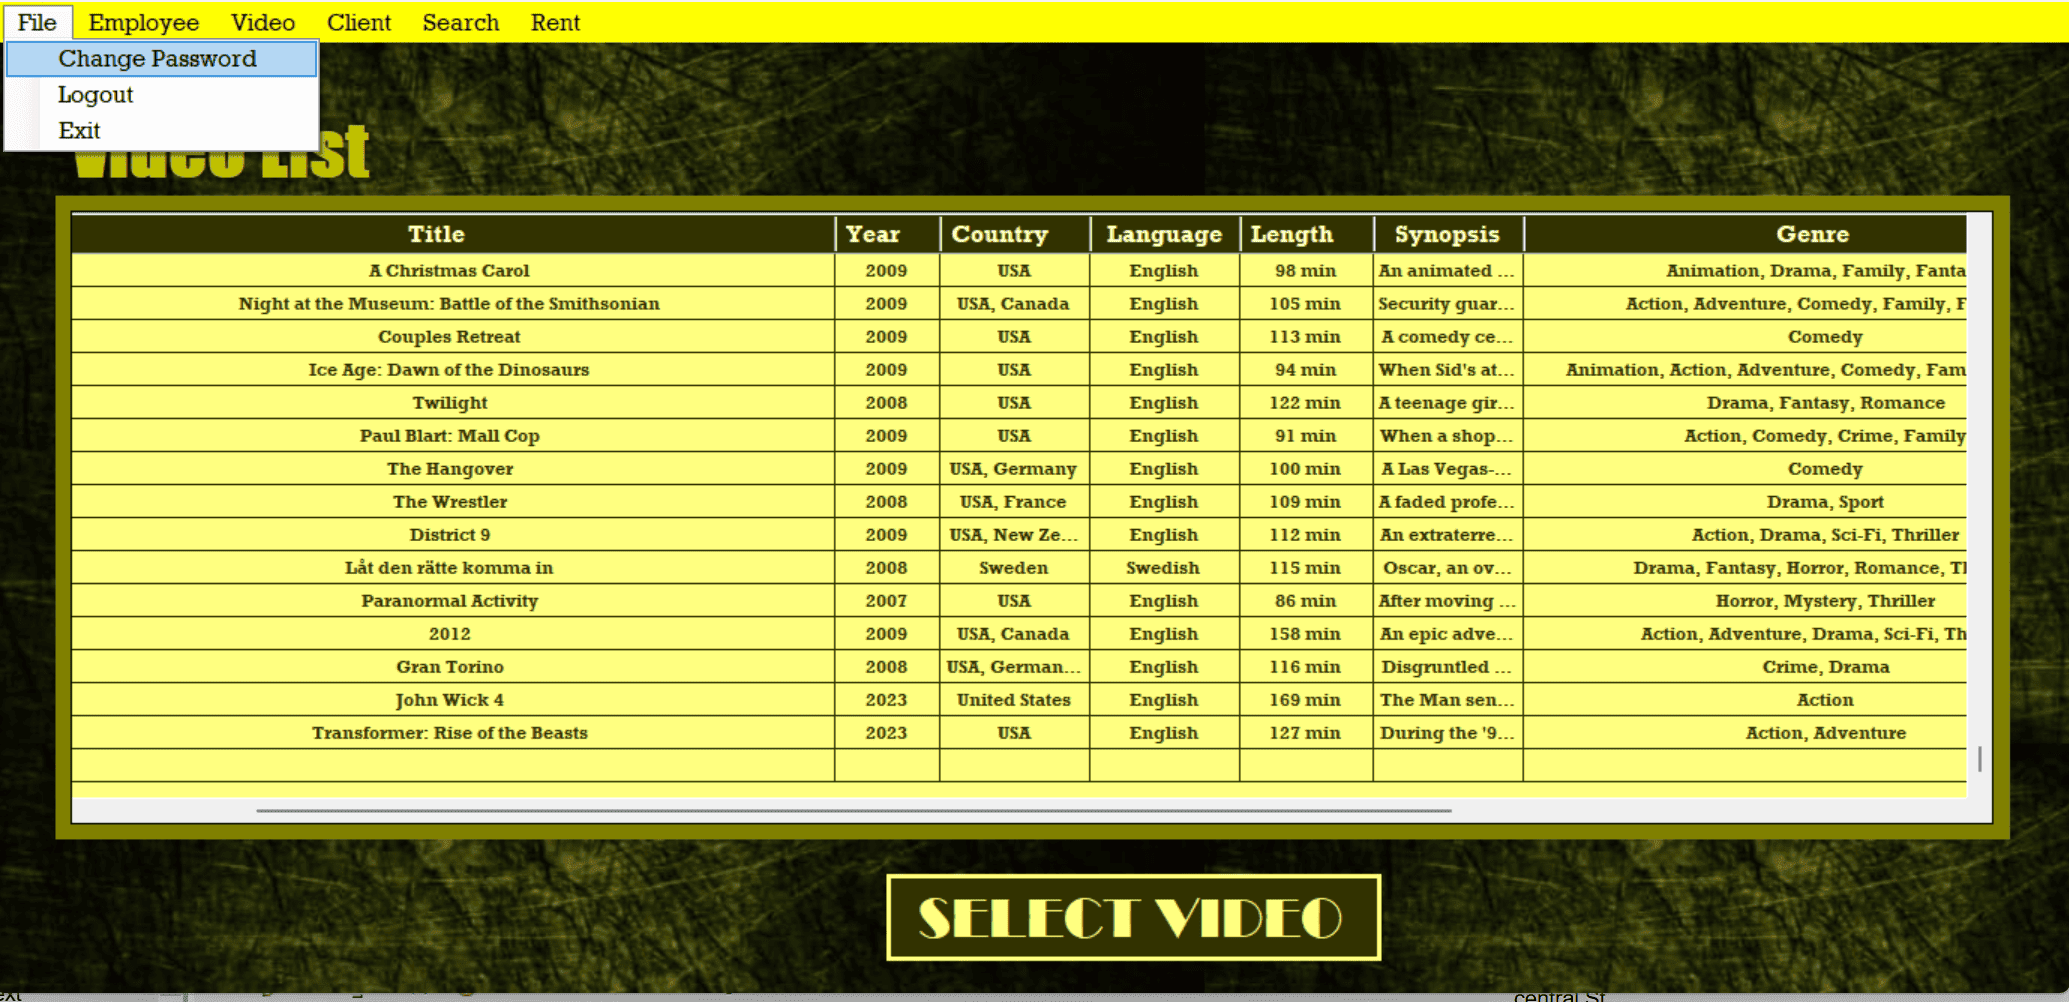 File Employee Video Client Search Rent
Change Password
Logout
Exit
Video List
Title Year Country Language Length Synopsis Genre
A Christmas Carol 2009 USA English 98 min An animated ... Animation, Drama, Family, Fanta
Night at the Museum: Battle of the Smithsonian 2009 USA, Canada English 105 min Security guar... Action, Adventure, Comedy, Family, F
Couples Retreat 2009 USA English 113 min A comedy ce... Comedy
Ice Age: Dawn of the Dinosaurs 2009 USA English 94 min When Sid's at... Animation, Action, Adventure, Comedy, Fam
Twilight 2008 USA English 122 min A teenage gir... Drama, Fantasy, Romance
Paul Blart: Mall Cop 2009 USA English 91 min When a shop... Action, Comedy, Crime, Family
The Hangover 2009 USA, Germany English 100 min A Las Vegas-... Comedy
The Wrestler 2008 USA, France English 109 min A faded profe... Drama, Sport
District 9 2009 USA, New Ze... English 112 min An extraterre... Action, Drama, Sci-Fi, Thriller
Låt den rätte komma in 2008 Sweden Swedish 115 min Oscar, an ov... Drama, Fantasy, Horror, Romance, Tl
Paranormal Activity 2007 USA English 86 min After moving ... Horror, Mystery, Thriller
2012 2009 USA, Canada English 158 min An epic adve... Action, Adventure, Drama, Sci-Fi, Th
Gran Torino 2008 USA, German... English 116 min Disgruntled ... Crime, Drama
John Wick 4 2023 United States English 169 min The Man sen... Action
Transformer: Rise of the Beasts 2023 USA English 127 min During the '9... Action, Adventure
SELECT VIDEO
central St